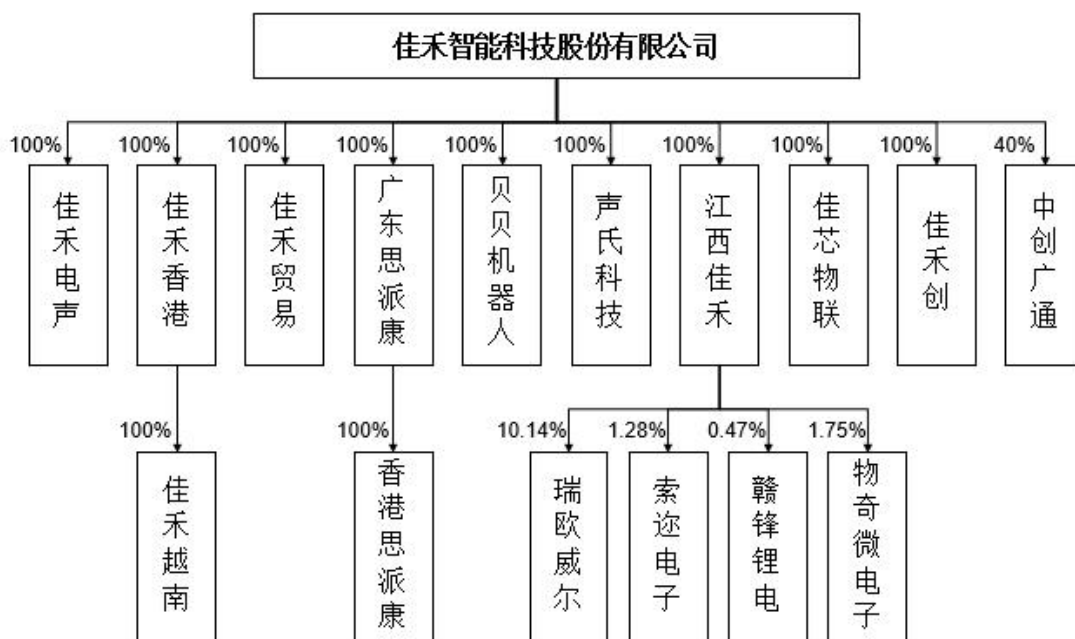 佳禾智能科技股份有限公司
100%
100%
100%
100%
100%
100%
100%
100%
100%
40%
佳禾电声
佳禾香港
佳禾贸易
广东思派康
贝贝机器人
声氏科技
江西佳禾
佳芯物联
佳禾创
中创广通
100%
100%
10.14%
1.28%
0.47%
1.75%
佳禾越南
香港思派康
瑞欧威尔
索迩电子
赣锋锂电
物奇微电子